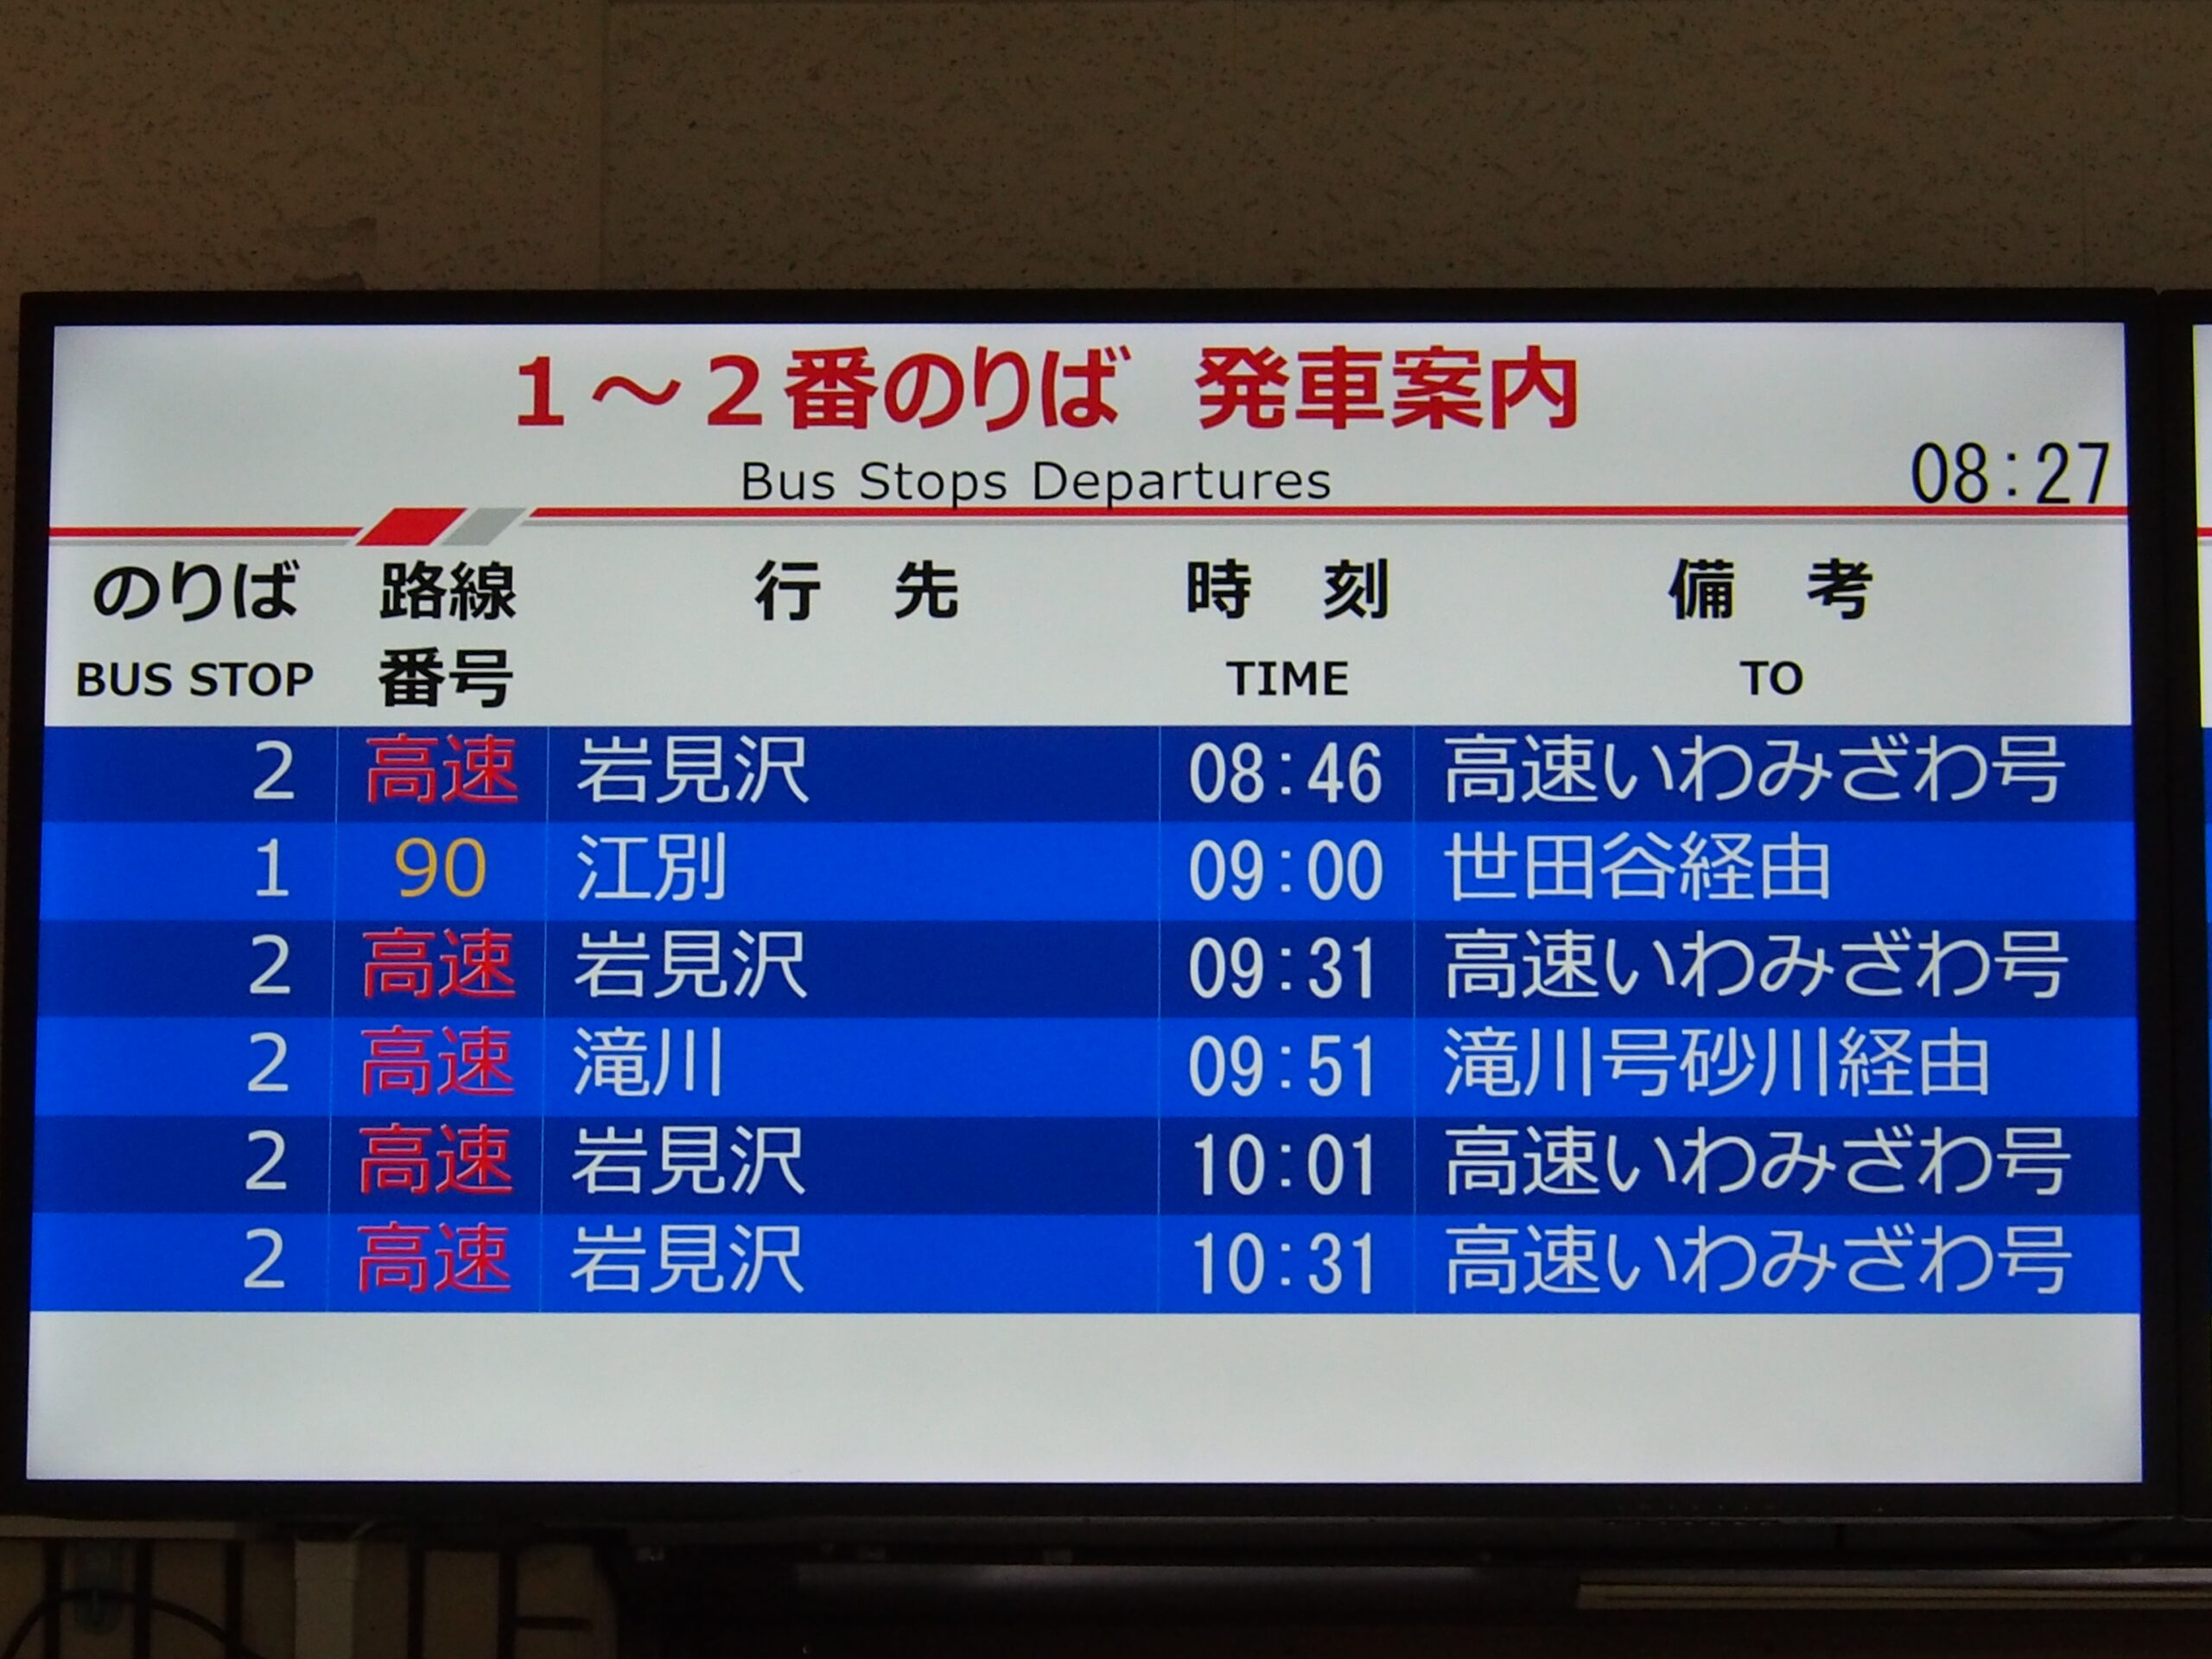 1～2番のりば 発車案内
Bus Stops Departures
08:27
のりば 路線 行先 時刻 備考
BUS STOP 番号 TIME TO
2 高速 岩見沢 08:46 高速いわみざわ号
1 90 江別 09:00 世田谷経由
2 高速 岩見沢 09:31 高速いわみざわ号
2 高速 滝川 09:51 滝川号砂川経由
2 高速 岩見沢 10:01 高速いわみざわ号
2 高速 岩見沢 10:31 高速いわみざわ号